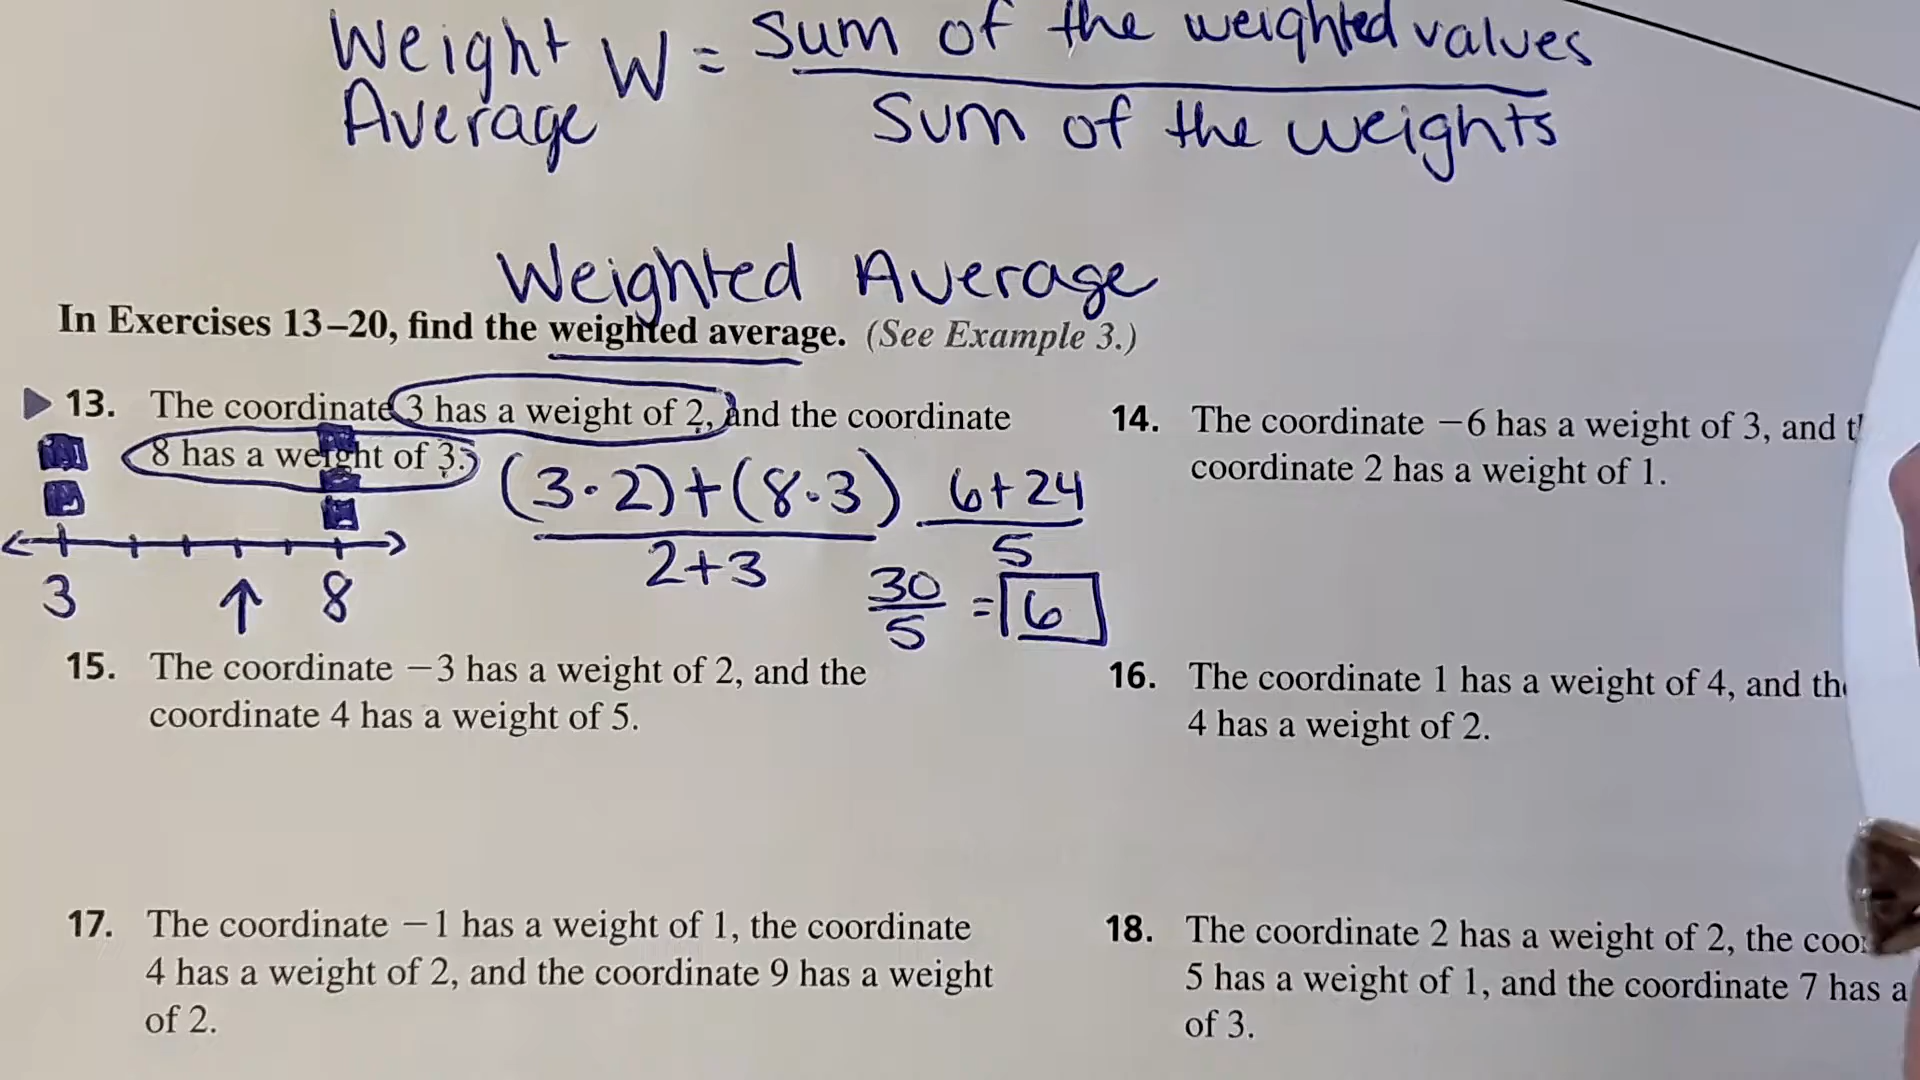 Weight W = Sum of the weighted values
Average Sum of the weights
Weighted Average
In Exercises 13–20, find the weighted average. (See Example 3.)
13. The coordinate 3 has a weight of 2, and the coordinate
8 has a weight of 3.
(3·2)+(8·3) 6+24
2+3 5
3 8
30
5 = 6
14. The coordinate −6 has a weight of 3, and
coordinate 2 has a weight of 1.
15. The coordinate −3 has a weight of 2, and the
coordinate 4 has a weight of 5.
16. The coordinate 1 has a weight of 4, and the
4 has a weight of 2.
17. The coordinate −1 has a weight of 1, the coordinate
4 has a weight of 2, and the coordinate 9 has a weight
of 2.
18. The coordinate 2 has a weight of 2, the
5 has a weight of 1, and the coordinate 7 has a
of 3.